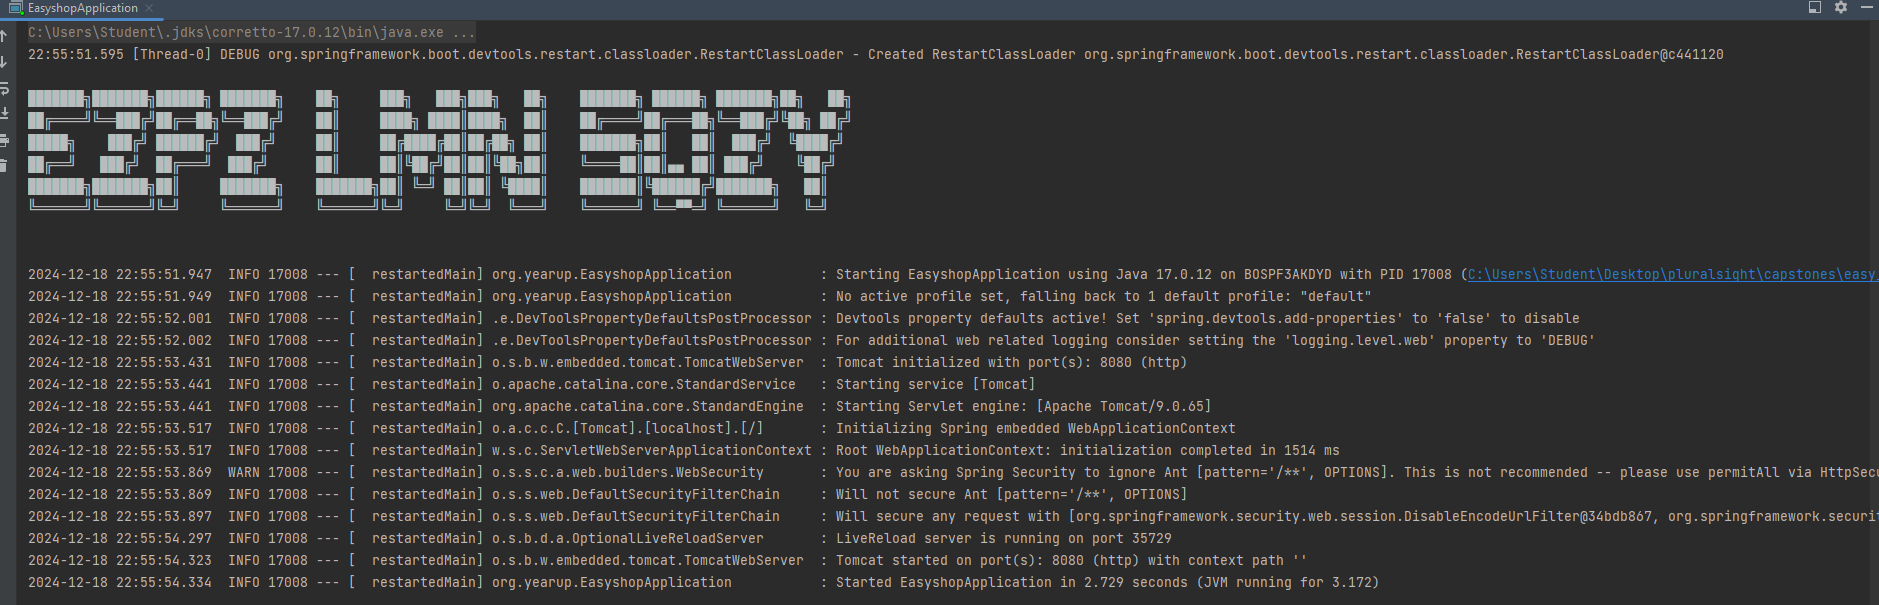 EasyshopApplication
C:\Users\Student\.jdks\corretto-17.0.12\bin\java.exe ...
22:55:51.595 [Thread-0] DEBUG org.springframework.boot.devtools.restart.classloader.RestartClassLoader - Created RestartClassLoader org.springframework.boot.devtools.restart.classloader.RestartClassLoader@c441120
EZPZ LMN SQZY
2024-12-18 22:55:51.947  INFO 17008 --- [  restartedMain] org.yearup.EasyshopApplication           : Starting EasyshopApplication using Java 17.0.12 on BOSPF3AKDYD with PID 17008 (C:\Users\Student\Desktop\pluralsight\capstones\easy_
2024-12-18 22:55:51.949  INFO 17008 --- [  restartedMain] org.yearup.EasyshopApplication           : No active profile set, falling back to 1 default profile: "default"
2024-12-18 22:55:52.001  INFO 17008 --- [  restartedMain] .e.DevToolsPropertyDefaultsPostProcessor : Devtools property defaults active! Set 'spring.devtools.add-properties' to 'false' to disable
2024-12-18 22:55:52.002  INFO 17008 --- [  restartedMain] .e.DevToolsPropertyDefaultsPostProcessor : For additional web related logging consider setting the 'logging.level.web' property to 'DEBUG'
2024-12-18 22:55:53.431  INFO 17008 --- [  restartedMain] o.s.b.w.embedded.tomcat.TomcatWebServer  : Tomcat initialized with port(s): 8080 (http)
2024-12-18 22:55:53.441  INFO 17008 --- [  restartedMain] o.apache.catalina.core.StandardService   : Starting service [Tomcat]
2024-12-18 22:55:53.441  INFO 17008 --- [  restartedMain] org.apache.catalina.core.StandardEngine  : Starting Servlet engine: [Apache Tomcat/9.0.65]
2024-12-18 22:55:53.517  INFO 17008 --- [  restartedMain] o.a.c.c.C.[Tomcat].[localhost].[/]       : Initializing Spring embedded WebApplicationContext
2024-12-18 22:55:53.517  INFO 17008 --- [  restartedMain] w.s.c.ServletWebServerApplicationContext : Root WebApplicationContext: initialization completed in 1514 ms
2024-12-18 22:55:53.869  WARN 17008 --- [  restartedMain] o.s.s.c.a.web.builders.WebSecurity       : You are asking Spring Security to ignore Ant [pattern='/**', OPTIONS]. This is not recommended -- please use permitAll via HttpSecu
2024-12-18 22:55:53.869  INFO 17008 --- [  restartedMain] o.s.s.web.DefaultSecurityFilterChain     : Will not secure Ant [pattern='/**', OPTIONS]
2024-12-18 22:55:53.897  INFO 17008 --- [  restartedMain] o.s.s.web.DefaultSecurityFilterChain     : Will secure any request with [org.springframework.security.web.session.DisableEncodeUrlFilter@34bdb867, org.springframework.securit
2024-12-18 22:55:54.297  INFO 17008 --- [  restartedMain] o.s.b.d.a.OptionalLiveReloadServer       : LiveReload server is running on port 35729
2024-12-18 22:55:54.323  INFO 17008 --- [  restartedMain] o.s.b.w.embedded.tomcat.TomcatWebServer  : Tomcat started on port(s): 8080 (http) with context path ''
2024-12-18 22:55:54.334  INFO 17008 --- [  restartedMain] org.yearup.EasyshopApplication           : Started EasyshopApplication in 2.729 seconds (JVM running for 3.172)